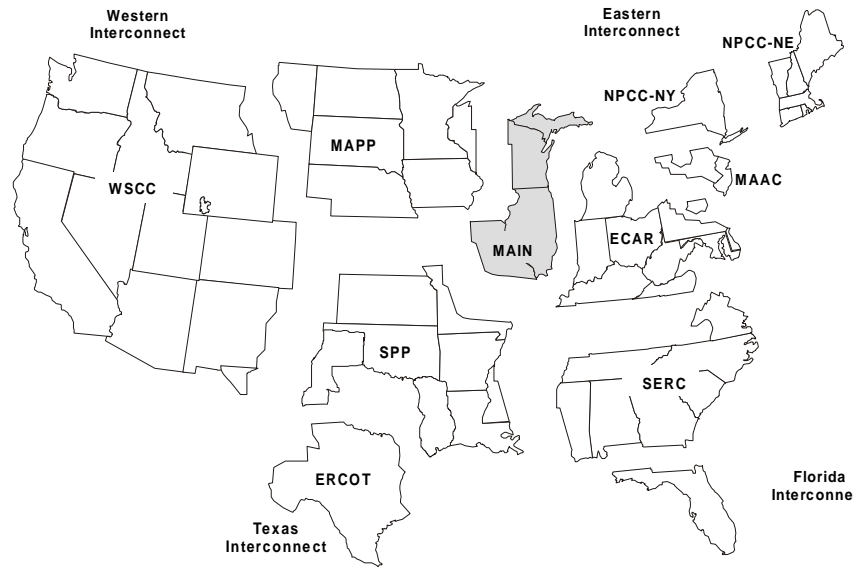 Western
Interconnect
Eastern
Interconnect
NPCC-NE
NPCC-NY
MAPP
MAAC
WSCC
ECAR
MAIN
SPP
SERC
ERCOT
Florida
Interconne
Texas
Interconnect